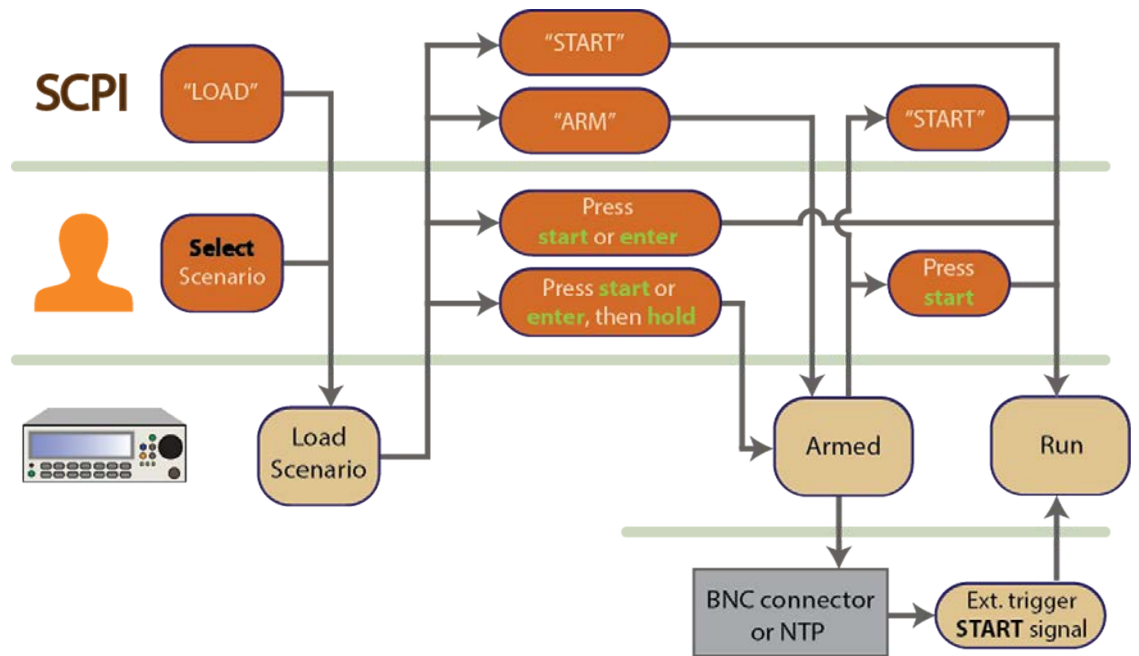 SCPI
“LOAD”
“START”
“ARM”
“START”
Select
Scenario
Press
start or enter
Press start or
enter, then hold
Press
start
Load
Scenario
Armed
Run
BNC connector
or NTP
Ext. trigger
START signal